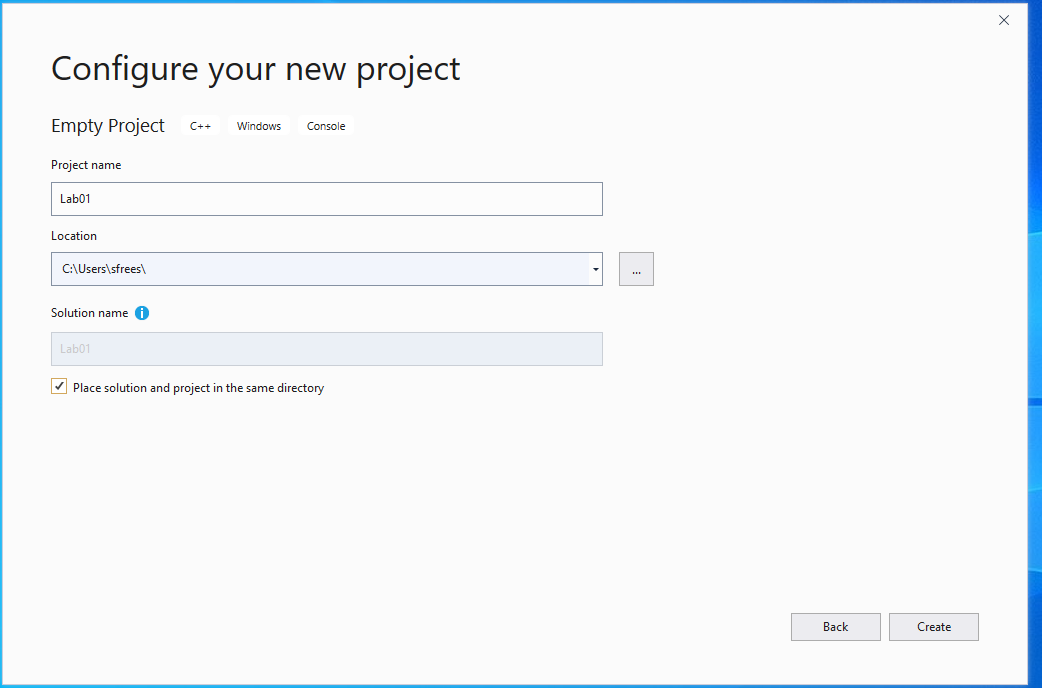 Configure your new project
Empty Project C++ Windows Console
Project name
Lab01
Location
C:\Users\sfrees\
...
Solution name
Lab01
Place solution and project in the same directory
Back Create